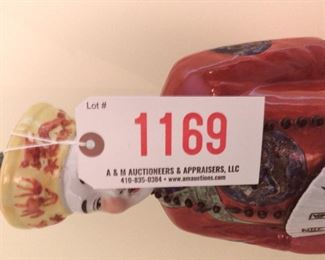 Lot #
1169
A & M AUCTIONEERS & APPRAISERS, LLC
410-835-0384 • www.amauctions.com